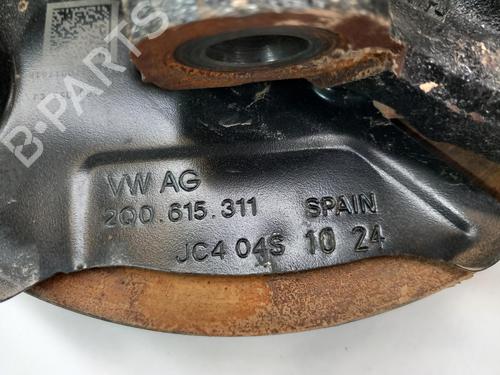 B-PARTS
VW AG
2Q0.615.311 SPAIN
JC4 04S 10 24